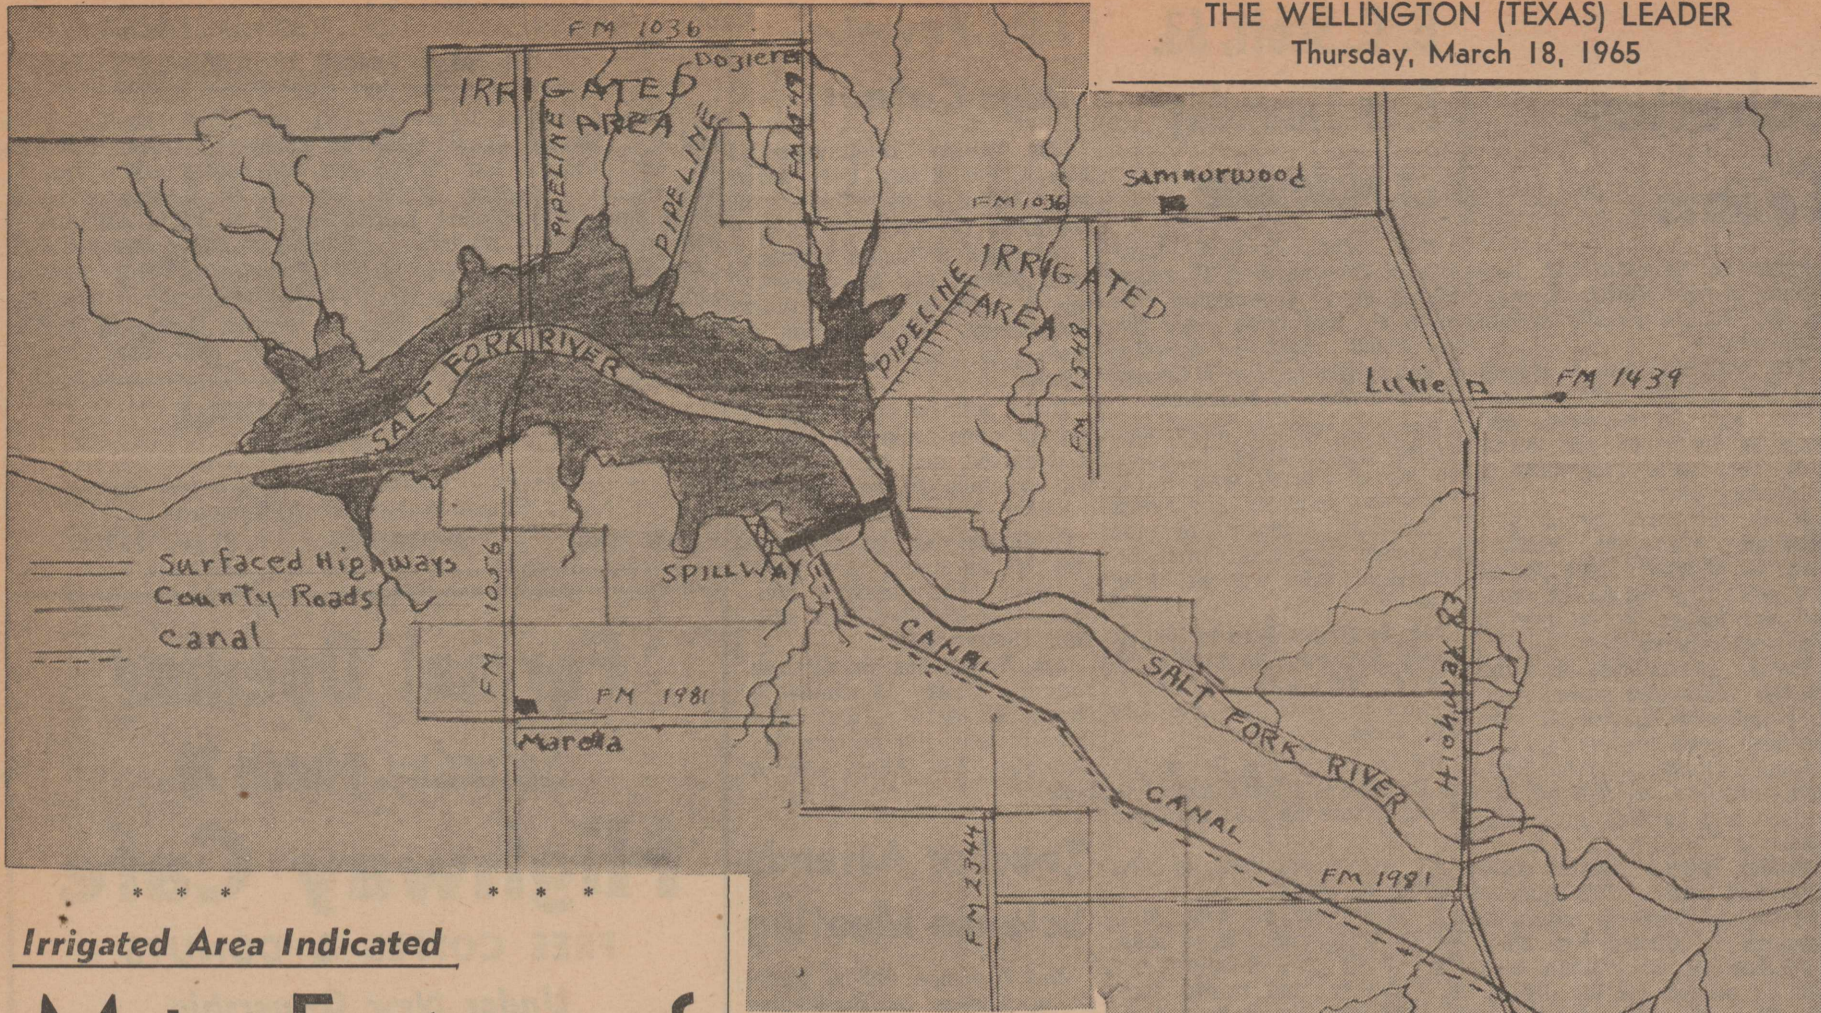 THE WELLINGTON (TEXAS) LEADER
Thursday, March 18, 1965
FM 1036
Dozier
IRRIGATED
AREA
PIPELINE
PIPELINE
Samnorwood
FM 1036
IRRIGATED
AREA
PIPELINE
FM 1548
SALT FORK RIVER
Lutie
FM 1439
Surfaced Highways
County Roads
Canal
FM 1056
SPILLWAY
CANAL
SALT FORK RIVER
Highway 83
FM 1981
Marella
CANAL
FM 2344
FM 1981
* * * * * *
Irrigated Area Indicated